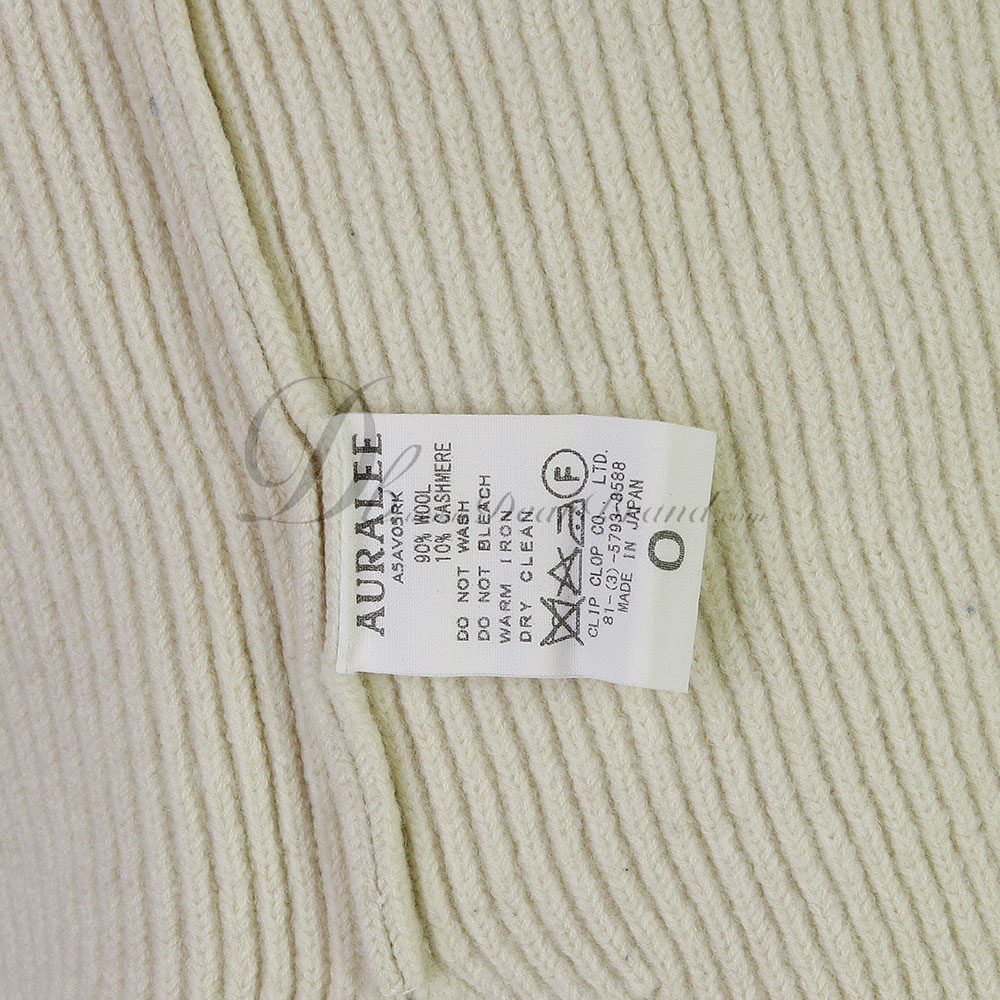 AURALEE
A5AV05RK
90% WOOL
10% CASHMERE
DO NOT WASH
DO NOT BLEACH
WARM IRON
DRY CLEAN
F
CLIP CLOP CO., LTD.
81-(3)-5793-8588
MADE IN JAPAN
0